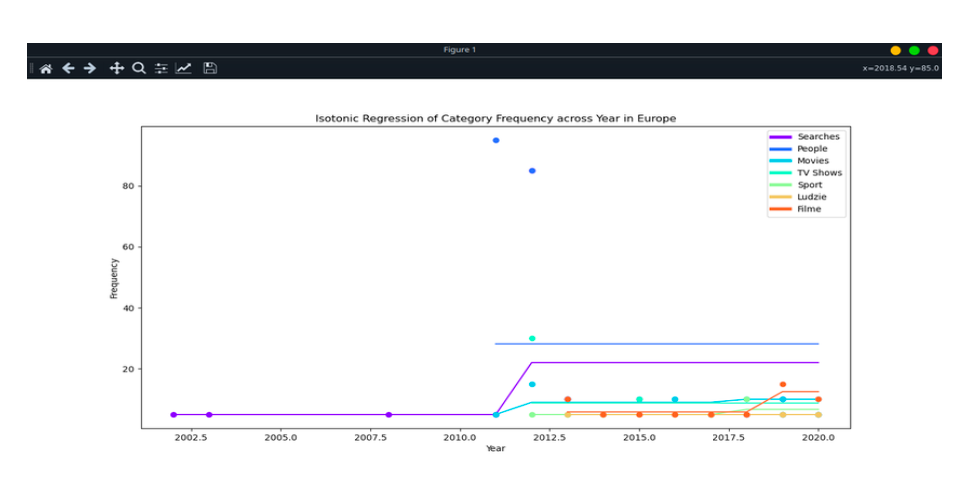 Figure 1
x=2018.54 y=85.0
Isotonic Regression of Category Frequency across Year in Europe
Searches
People
Movies
TV Shows
Sport
Ludzie
Filme
80
60
40
20
Frequency
2002.5 2005.0 2007.5 2010.0 2012.5 2015.0 2017.5 2020.0
Year